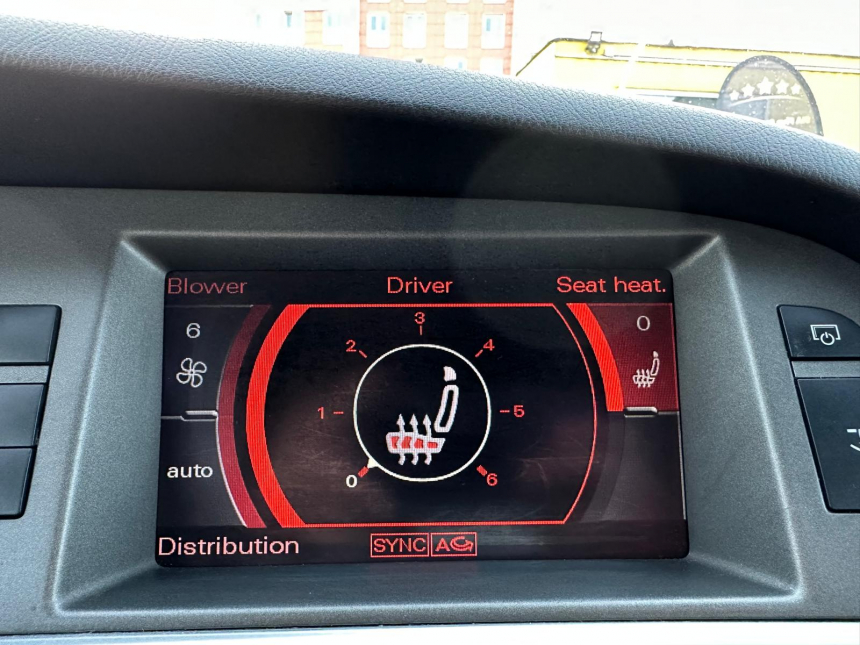 Blower Driver Seat heat.
6 3 0
2 4
1 5
0 6
auto
Distribution SYNC A